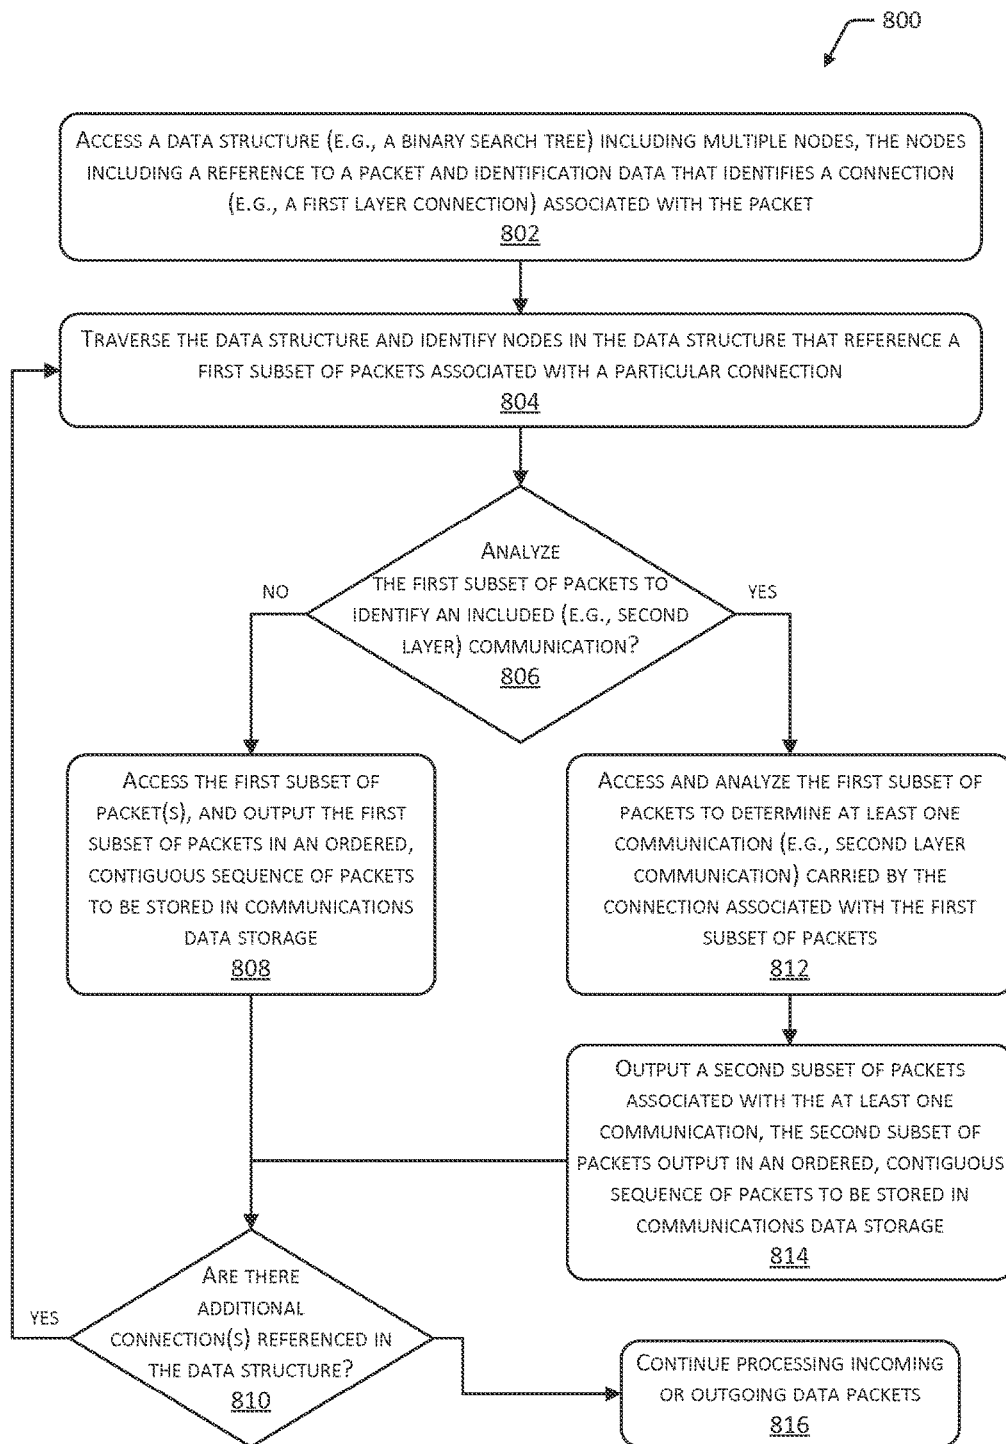 800
ACCESS A DATA STRUCTURE (E.G., A BINARY SEARCH TREE) INCLUDING MULTIPLE NODES, THE NODES
INCLUDING A REFERENCE TO A PACKET AND IDENTIFICATION DATA THAT IDENTIFIES A CONNECTION
(E.G., A FIRST LAYER CONNECTION) ASSOCIATED WITH THE PACKET
802
TRAVERSE THE DATA STRUCTURE AND IDENTIFY NODES IN THE DATA STRUCTURE THAT REFERENCE A
FIRST SUBSET OF PACKETS ASSOCIATED WITH A PARTICULAR CONNECTION
804
ANALYZE
THE FIRST SUBSET OF PACKETS TO
IDENTIFY AN INCLUDED (E.G., SECOND
LAYER) COMMUNICATION?
806
NO
YES
ACCESS THE FIRST SUBSET OF
PACKET(S), AND OUTPUT THE FIRST
SUBSET OF PACKETS IN AN ORDERED,
CONTIGUOUS SEQUENCE OF PACKETS
TO BE STORED IN COMMUNICATIONS
DATA STORAGE
808
ACCESS AND ANALYZE THE FIRST SUBSET OF
PACKETS TO DETERMINE AT LEAST ONE
COMMUNICATION (E.G., SECOND LAYER
COMMUNICATION) CARRIED BY THE
CONNECTION ASSOCIATED WITH THE FIRST
SUBSET OF PACKETS
812
OUTPUT A SECOND SUBSET OF PACKETS
ASSOCIATED WITH THE AT LEAST ONE
COMMUNICATION, THE SECOND SUBSET OF
PACKETS OUTPUT IN AN ORDERED, CONTIGUOUS
SEQUENCE OF PACKETS TO BE STORED IN
COMMUNICATIONS DATA STORAGE
814
ARE THERE
ADDITIONAL
CONNECTION(S) REFERENCED IN
THE DATA STRUCTURE?
810
YES
CONTINUE PROCESSING INCOMING
OR OUTGOING DATA PACKETS
816